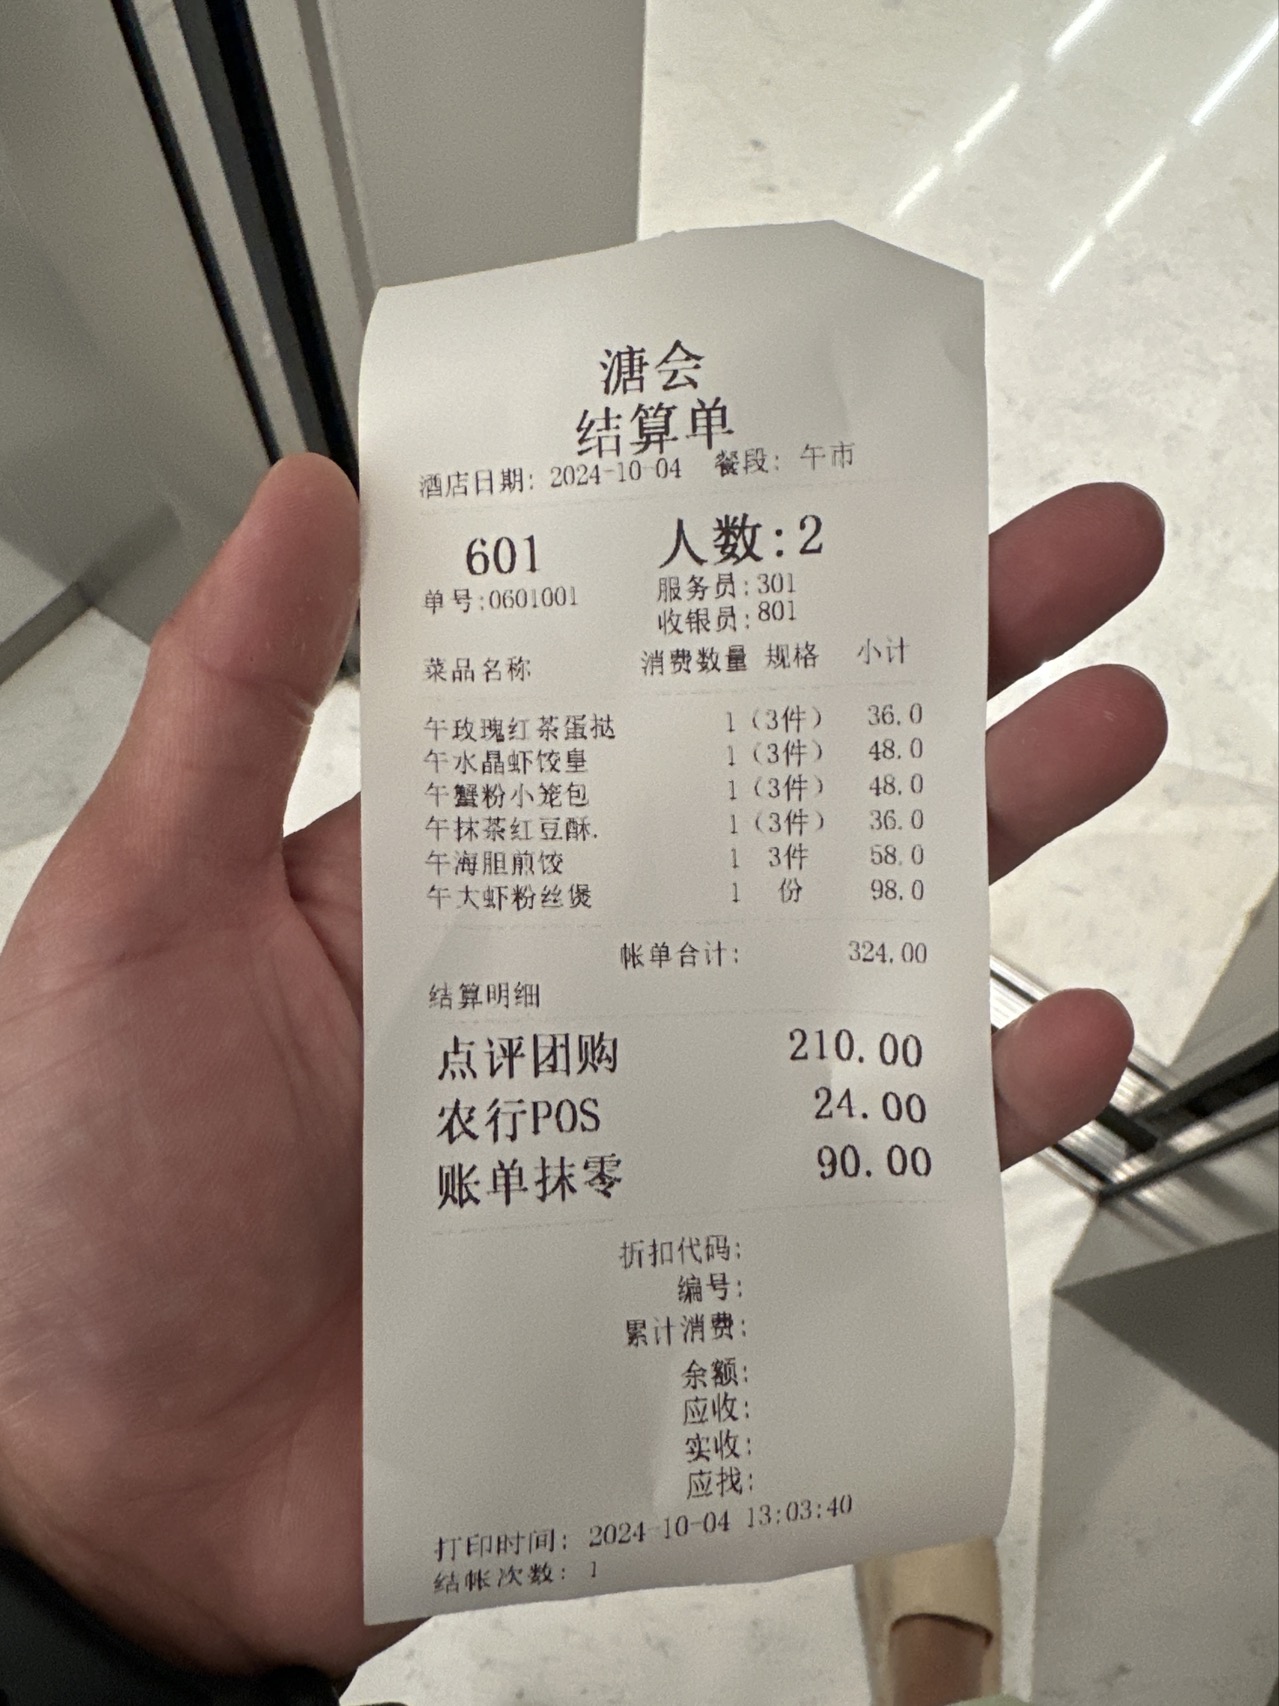 溏会
结算单
酒店日期: 2024-10-04 餐段: 午市
601 人数:2
单号:0601001 服务员:301
收银员:801
菜品名称 消费数量 规格 小计
午玫瑰红茶蛋挞 1 (3件) 36.0
午水晶虾饺皇 1 (3件) 48.0
午蟹粉小笼包 1 (3件) 48.0
午抹茶红豆酥. 1 (3件) 36.0
午海胆煎饺 1 3件 58.0
午大虾粉丝煲 1 份 98.0
帐单合计: 324.00
结算明细
点评团购 210.00
农行POS 24.00
账单抹零 90.00
折扣代码:
编号:
累计消费:
余额:
应收:
实收:
应找:
打印时间: 2024-10-04 13:03:40
结帐次数: 1